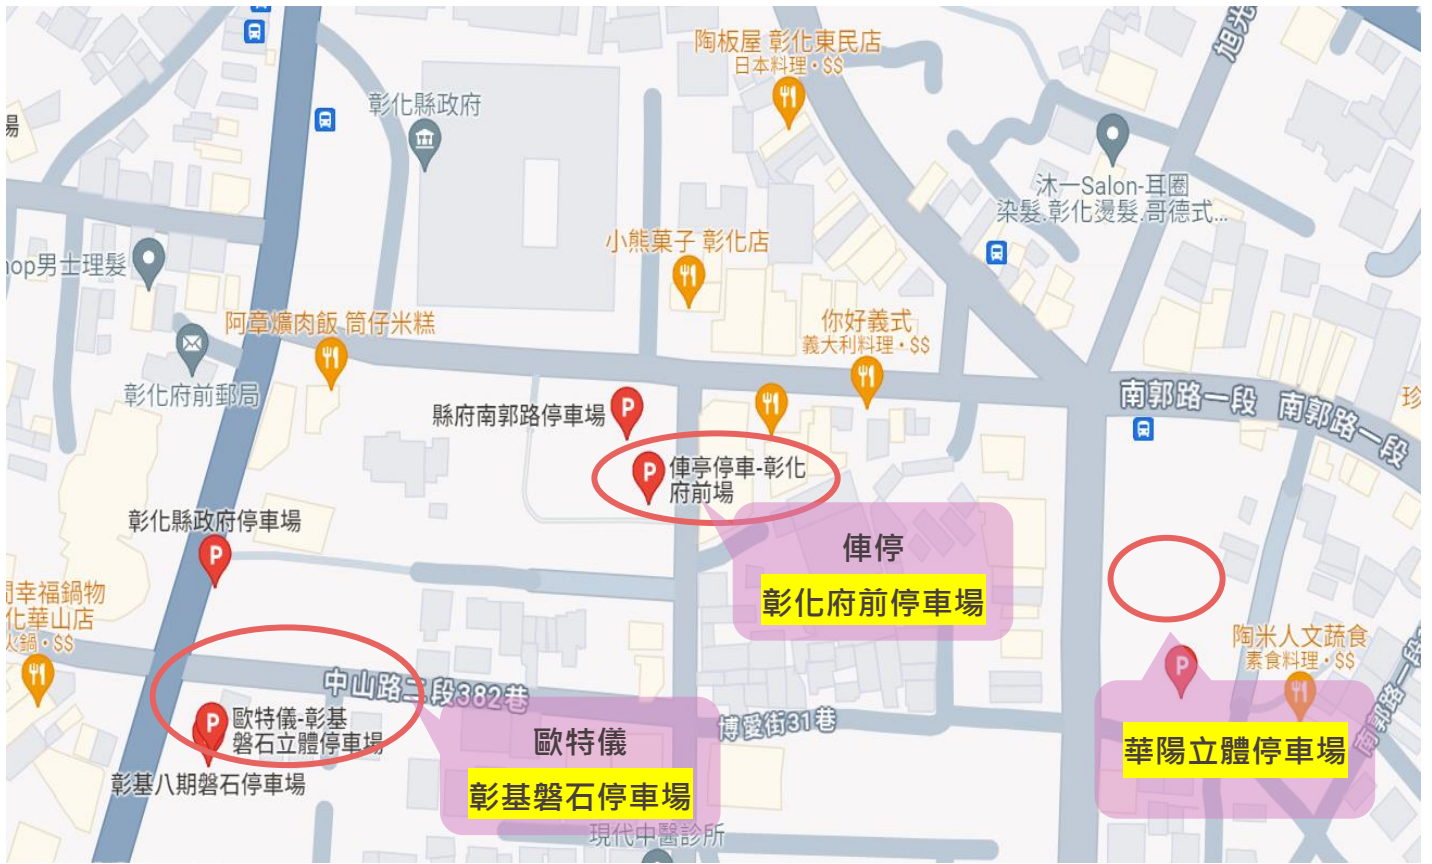 陶板屋 彰化東民店
日本料理・$$
旭光
彰化縣政府
場
沐一Salon-耳圈
染髮.彰化燙髮.哥德式...
小熊菓子 彰化店
hop男士理髮
阿章爌肉飯 筒仔米糕
你好義式
義大利料理・$$
彰化府前郵局
南郭路一段
南郭路一段
珍
縣府南郭路停車場
俥亭停車-彰化
府前場
彰化縣政府停車場
俥停
彰化府前停車場
幸福鍋物
化華山店
火鍋・$$
陶米人文蔬食
素食料理・$$
南郭路一段
中山路二段382巷
博愛街31巷
歐特儀-彰基
磐石立體停車場
彰基八期磐石停車場
歐特儀
彰基磐石停車場
華陽立體停車場
現代中醫診所